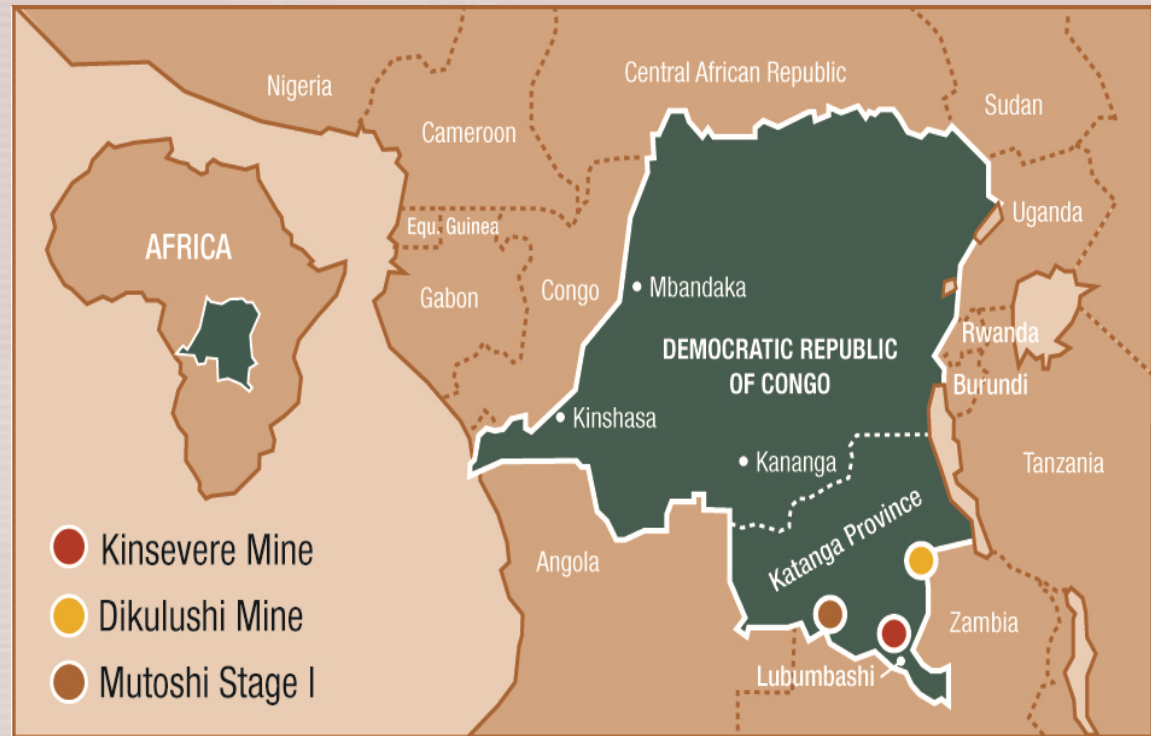 Nigeria
Central African Republic
Sudan
Cameroon
Uganda
Equ. Guinea
AFRICA
Gabon
Congo
Mbandaka
Rwanda
DEMOCRATIC REPUBLIC
OF CONGO
Burundi
Kinshasa
Kananga
Tanzania
Angola
Katanga Province
Zambia
Lubumbashi
Kinsevere Mine
Dikulushi Mine
Mutoshi Stage I